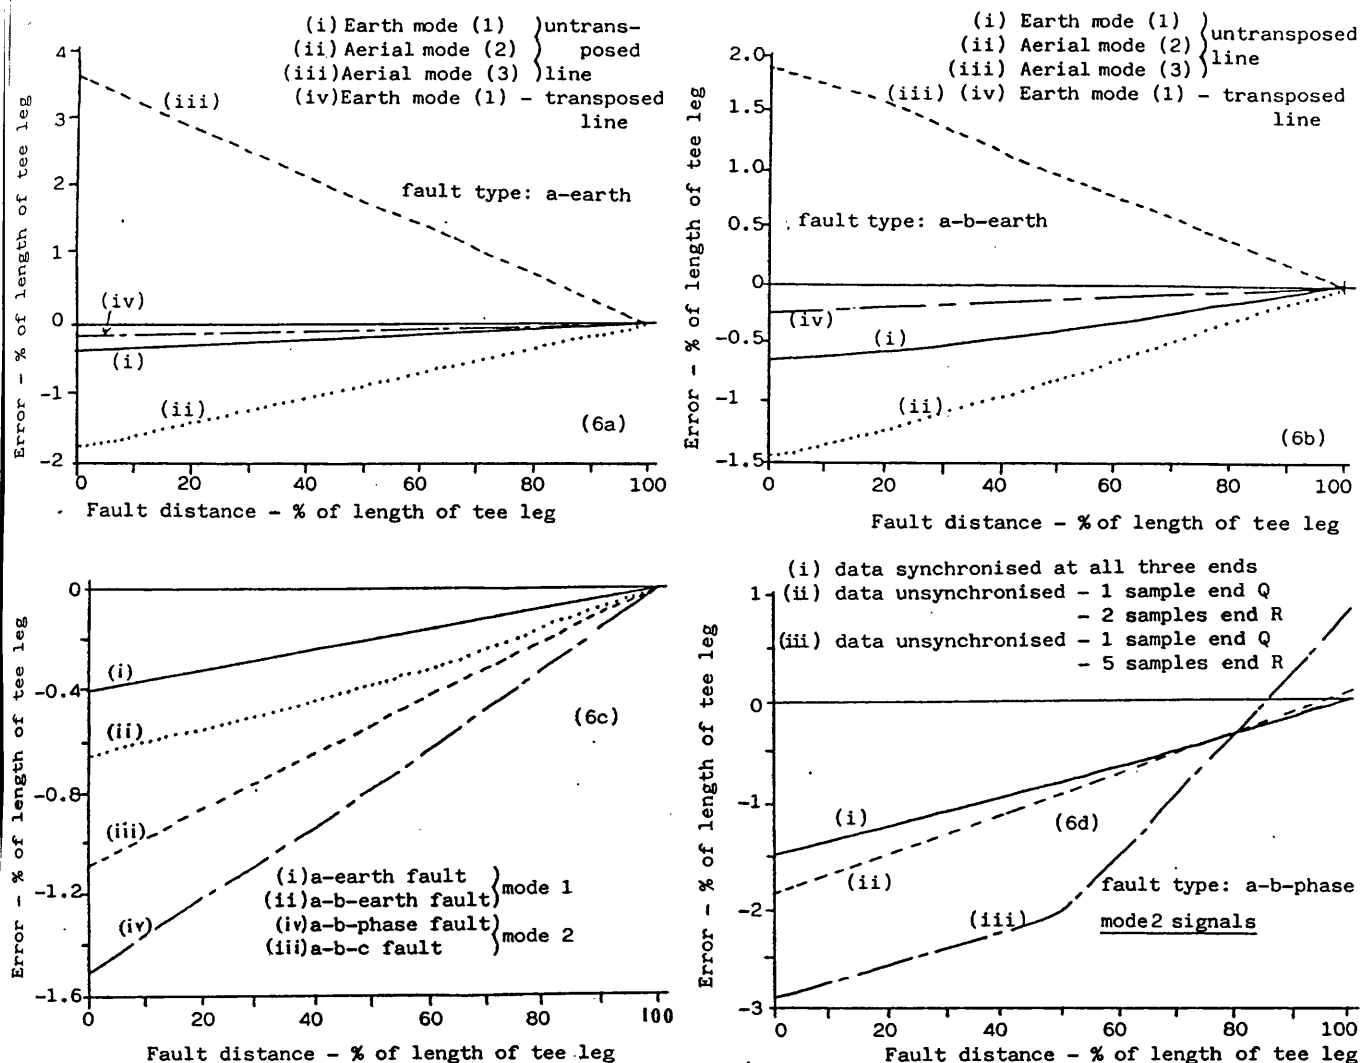 (i) Earth mode (1) ) untrans-
(ii) Aerial mode (2) posed
(iii)Aerial mode (3) )line
(iv)Earth mode (1) - transposed
line
4
3
2
1
0
-1
-2
Error - % of length of tee leg
(iii)
fault type: a-earth
(iv)
(i)
(ii)
(6a)
0 20 40 60 80 100
Fault distance - % of length of tee leg
(i) Earth mode (1)
(ii) Aerial mode (2) untransposed
(iii) Aerial mode (3) line
(iii) (iv) Earth mode (1) - transposed
line
2.0
1.5
1.0
0.5
0
-0.5
-1
-1.5
Error - % of length of tee leg
fault type: a-b-earth
(iv)
(i)
(ii)
(6b)
0 20 40 60 80 100
Fault distance - % of length of tee leg
0
-0.4
-0.8
-1.2
-1.6
Error - % of length of tee leg
(i)
(ii)
(6c)
(iii)
(iv)
(i)a-earth fault )
(ii)a-b-earth fault) mode 1
(iv)a-b-phase fault)
(iii)a-b-c fault ) mode 2
0 20 40 60 80 100
Fault distance - % of length of tee leg
(i) data synchronised at all three ends
(ii) data unsynchronised - 1 sample end Q
- 2 samples end R
(iii) data unsynchronised - 1 sample end Q
- 5 samples end R
1
0
-1
-2
-3
Error - % of length of tee leg
(i)
(6d)
(ii)
(iii)
fault type: a-b-phase
mode2 signals
0 20 40 60 80 100
Fault distance - % of length of tee leg